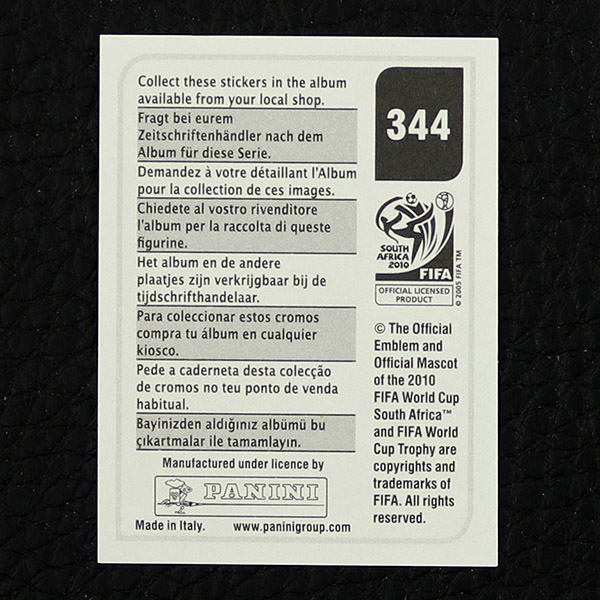 Collect these stickers in the album
available from your local shop.
Fragt bei eurem
Zeitschriftenhändler nach dem
Album für diese Serie.
Demandez à votre détaillant l'Album
pour la collection de ces images.
Chiedete al vostro rivenditore
l'album per la raccolta di queste
figurine.
Het album en de andere
plaatjes zijn verkrijgbaar bij de
tijdschrifthandelaar.
Para coleccionar estos cromos
compra tu álbum en cualquier
kiosco.
Pede a caderneta desta colecção
de cromos no teu ponto de venda
habitual.
Bayinizden aldığınız albümü bu
çıkartmalar ile tamamlayın.
Manufactured under licence by
PANINI
Made in Italy. www.paninigroup.com
344
SOUTH
AFRICA
2010
FIFA
OFFICIAL LICENSED
PRODUCT
© 2005 FIFA TM
© The Official
Emblem and
Official Mascot
of the 2010
FIFA World Cup
South Africa™
and FIFA World
Cup Trophy are
copyrights and
trademarks of
FIFA. All rights
reserved.